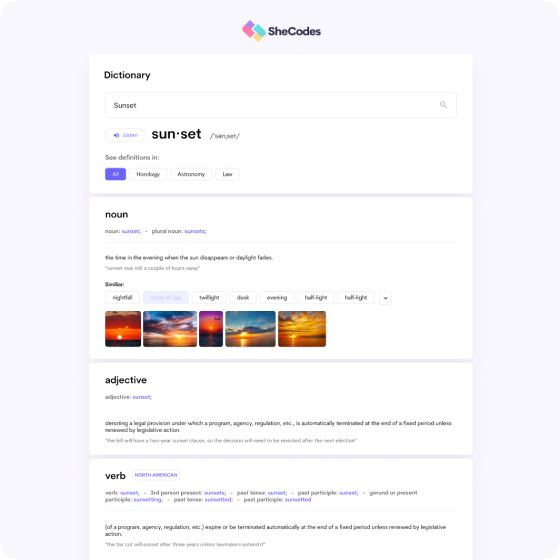 SheCodes
Dictionary
Sunset
Listen sun·set /ˈsənˌset/
See definitions in:
All Horology Astronomy Law
noun
noun: sunset; - plural noun: sunsets;
the time in the evening when the sun disappears or daylight fades.
"sunset was still a couple of hours away"
Similiar:
nightfall close of day twilight dusk evening half-light half-light
adjective
adjective: sunset;
denoting a legal provision under which a program, agency, regulation, etc., is automatically terminated at the end of a fixed period unless
renewed by legislative action.
"the bill will have a two-year sunset clause, so the decision will need to be revisited after the next election"
verb NORTH AMERICAN
verb: sunset; - 3rd person present: sunsets; - past tense: sunset; - past participle: sunset; - gerund or present
participle: sunsetting; - past tense: sunsetted; - past participle: sunsetted
(of a program, agency, regulation, etc.) expire or be terminated automatically at the end of a fixed period unless renewed by legislative
action.
"the tax cut will sunset after three years unless lawmakers extend it"